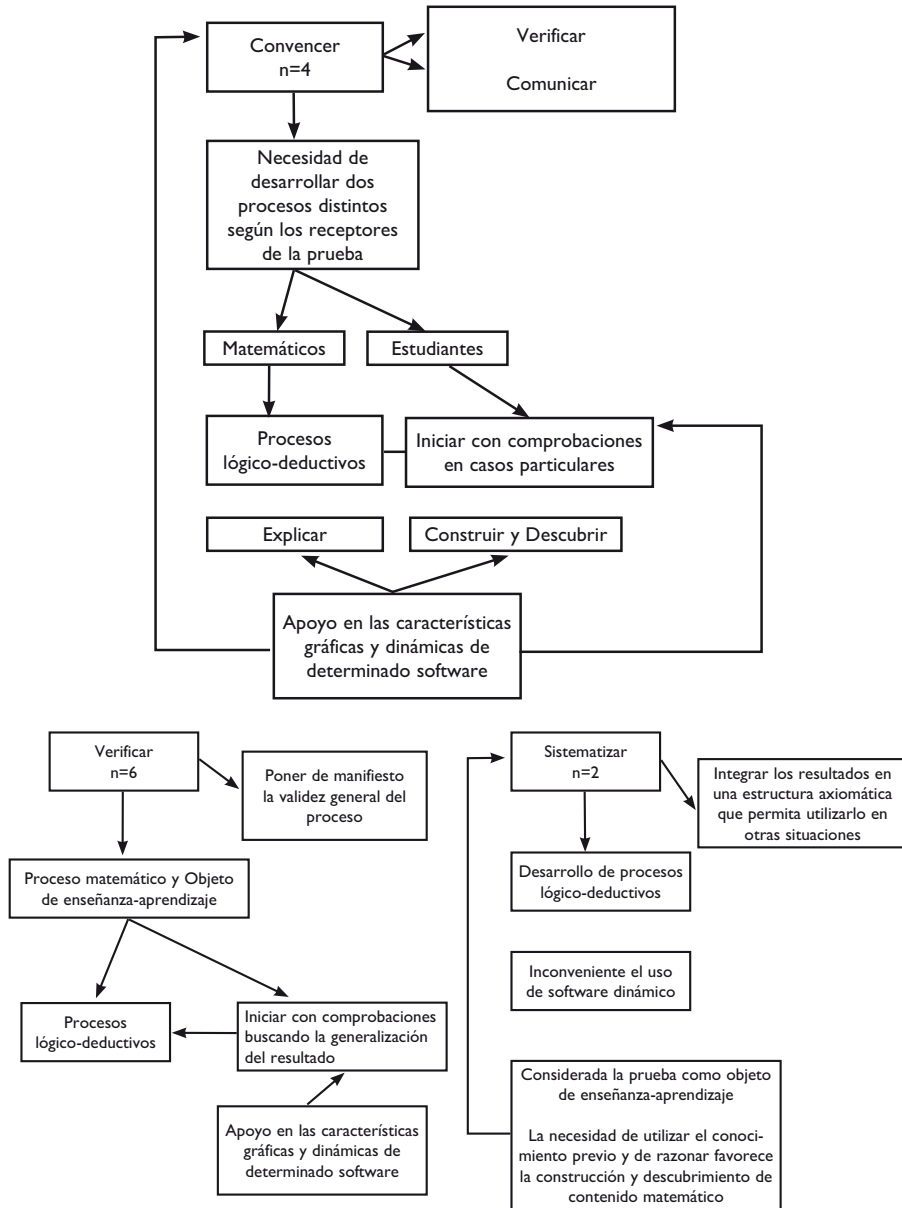 Convencer
n=4
Verificar
Comunicar
Necesidad de
desarrollar dos
procesos distintos
según los receptores
de la prueba
Matemáticos
Estudiantes
Procesos
lógico-deductivos
Iniciar con comprobaciones
en casos particulares
Explicar
Construir y Descubrir
Apoyo en las características
gráficas y dinámicas de
determinado software
Verificar
n=6
Poner de manifiesto
la validez general del
proceso
Proceso matemático y Objeto
de enseñanza-aprendizaje
Procesos
lógico-deductivos
Iniciar con comprobaciones
buscando la generalización
del resultado
Apoyo en las características
gráficas y dinámicas de
determinado software
Sistematizar
n=2
Integrar los resultados en
una estructura axiomática
que permita utilizarlo en
otras situaciones
Desarrollo de procesos
lógico-deductivos
Inconveniente el uso
de software dinámico
Considerada la prueba como objeto
de enseñanza-aprendizaje
La necesidad de utilizar el conoci-
miento previo y de razonar favorece
la construcción y descubrimiento de
contenido matemático